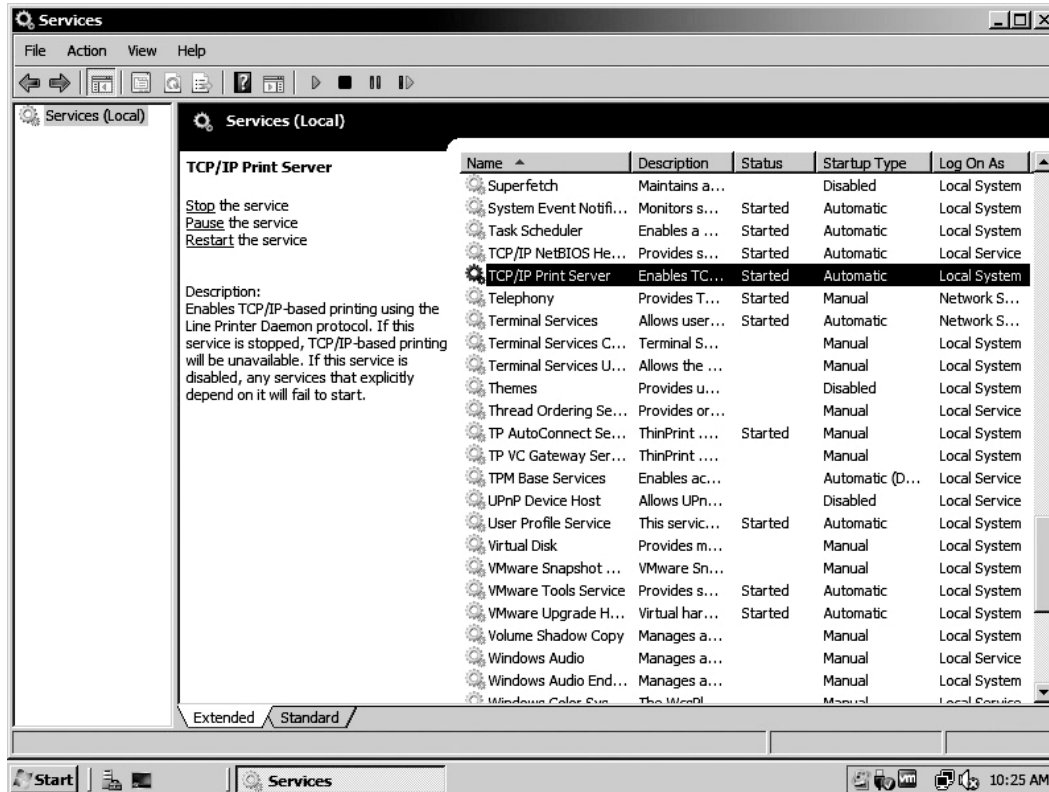 Services
File Action View Help
Services (Local)
Services (Local)
TCP/IP Print Server
Stop the service
Pause the service
Restart the service
Description:
Enables TCP/IP-based printing using the
Line Printer Daemon protocol. If this
service is stopped, TCP/IP-based printing
will be unavailable. If this service is
disabled, any services that explicitly
depend on it will fail to start.
Name Description Status Startup Type Log On As
Superfetch Maintains a... Disabled Local System
System Event Notifi... Monitors s... Started Automatic Local System
Task Scheduler Enables a ... Started Automatic Local System
TCP/IP NetBIOS He... Provides s... Started Automatic Local Service
TCP/IP Print Server Enables TC... Started Automatic Local System
Telephony Provides T... Started Manual Network S...
Terminal Services Allows user... Started Automatic Network S...
Terminal Services C... Terminal S... Manual Local System
Terminal Services U... Allows the ... Manual Local System
Themes Provides u... Disabled Local System
Thread Ordering Se... Provides or... Manual Local Service
TP AutoConnect Se... ThinPrint .... Started Manual Local System
TP VC Gateway Ser... ThinPrint .... Manual Local System
TPM Base Services Enables ac... Automatic (D... Local Service
UPnP Device Host Allows UPn... Disabled Local Service
User Profile Service This servic... Started Automatic Local System
Virtual Disk Provides m... Manual Local System
VMware Snapshot ... VMware Sn... Manual Local System
VMware Tools Service Provides s... Started Automatic Local System
VMware Upgrade H... Virtual har... Started Automatic Local System
Volume Shadow Copy Manages a... Manual Local System
Windows Audio Manages a... Manual Local Service
Windows Audio End... Manages a... Manual Local System
Windows Color Sys... The WcsPl... Manual Local Service
Extended Standard
Start Services vm 10:25 AM